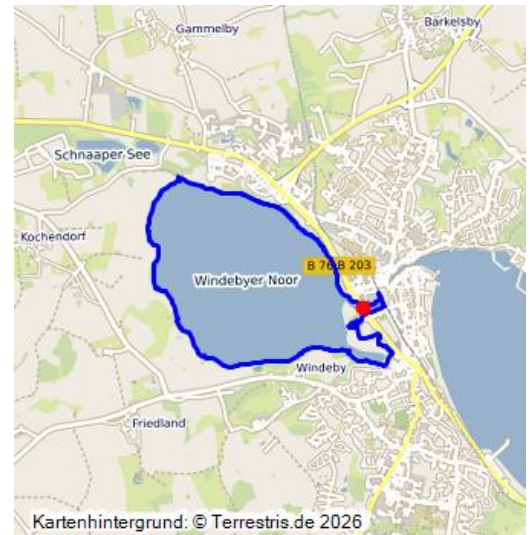 Gammelby
Barkelsby
Schnaaper See
Kochendorf
B 76 B 203
Windebyer Noor
Windeby
Friedland
Kartenhintergrund: © Terrestris.de 2026